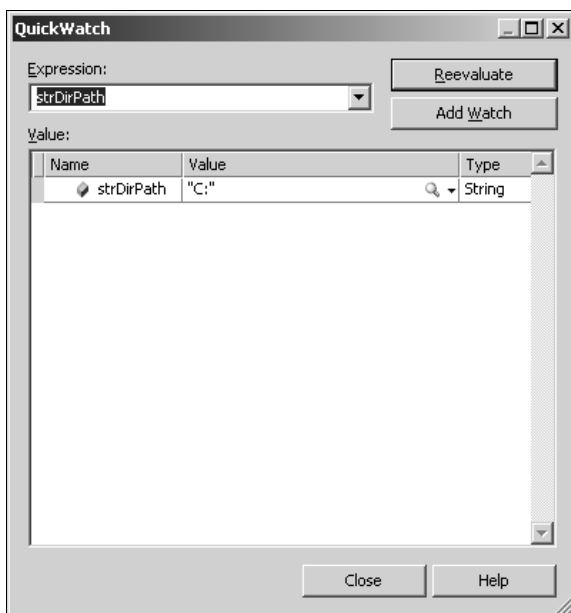 QuickWatch
Expression:
Reevaluate
strDirPath
Add Watch
Value:
Name Value Type
strDirPath "C:" String
Close Help